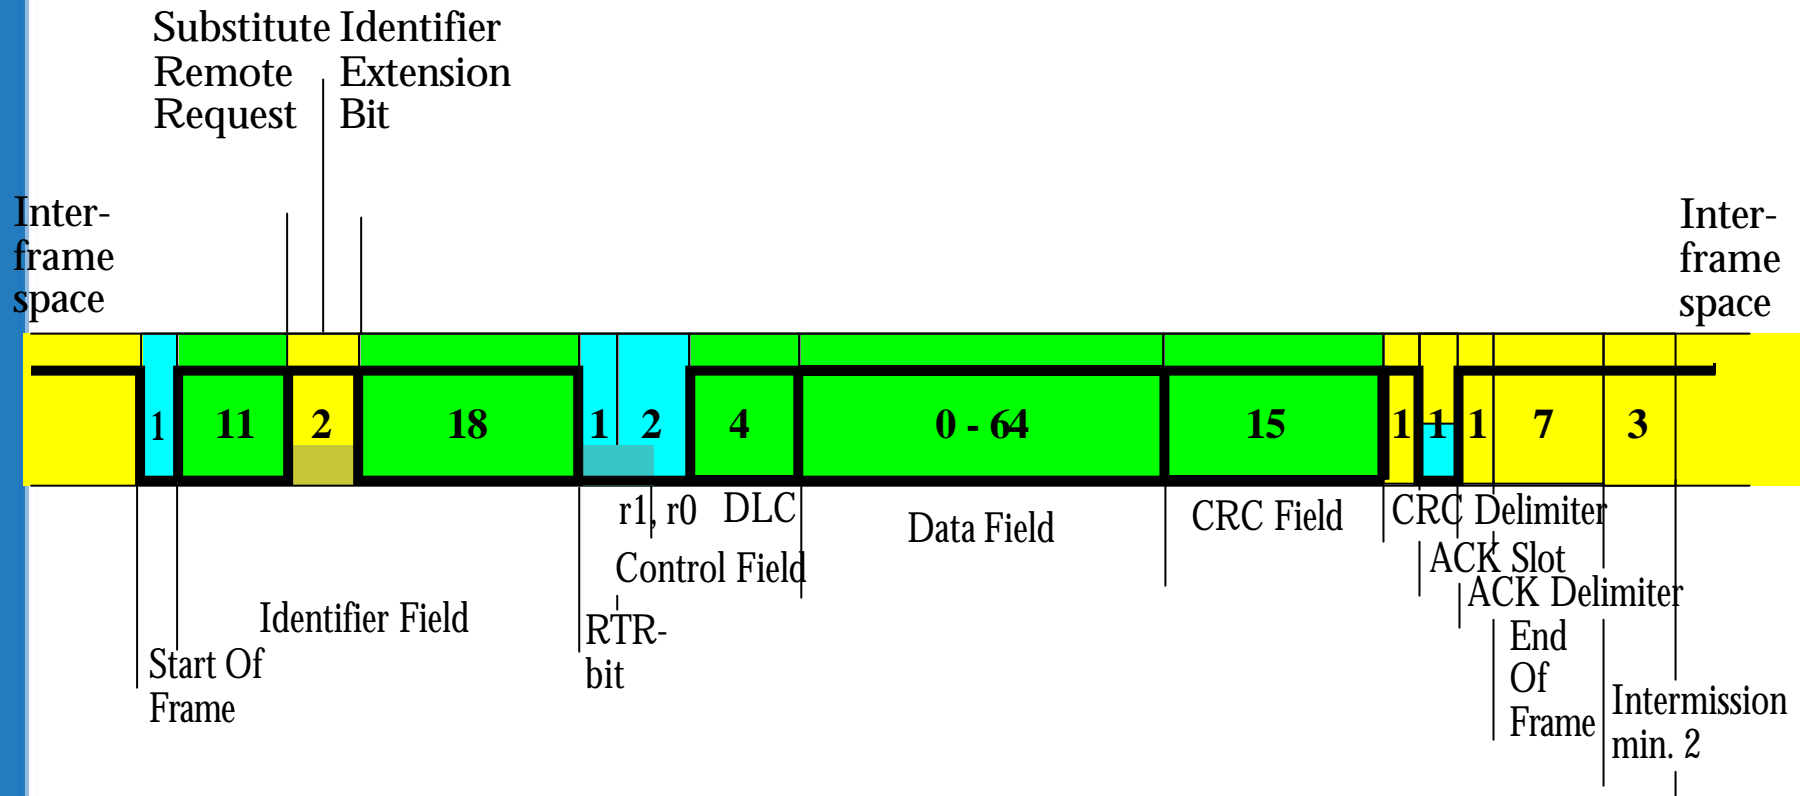 Substitute
Remote
Request
Identifier
Extension
Bit
Inter-
frame
space
Inter-
frame
space
1 11 2 18 1 2 4 0 - 64 15 1 1 1 7 3
r1, r0 DLC
Control Field
Data Field
CRC Field
CRC Delimiter
ACK Slot
ACK Delimiter
Identifier Field
RTR-
bit
Start Of
Frame
End
Of
Frame
Intermission
min. 2